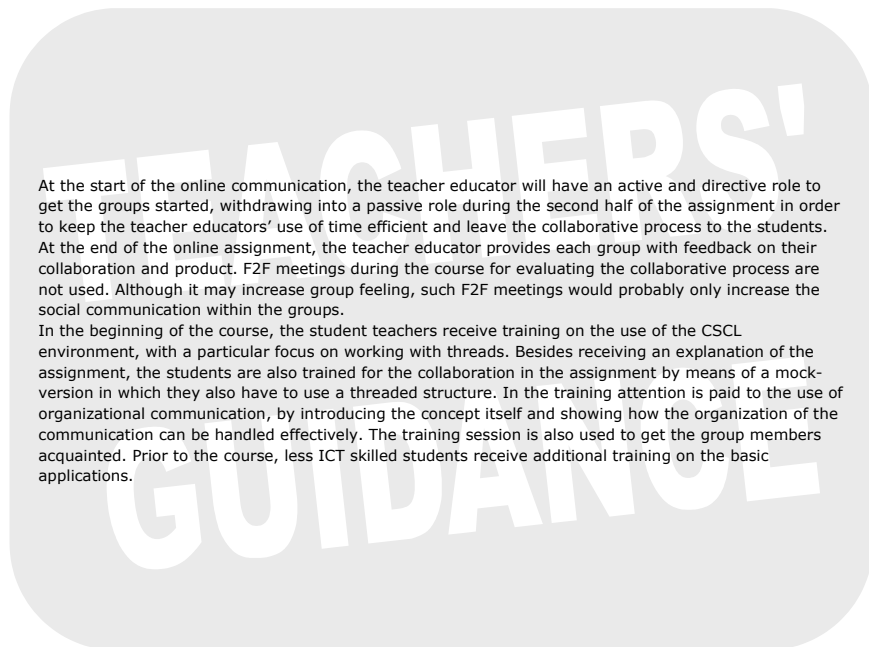 TEACHERS'
GUIDANCE
At the start of the online communication, the teacher educator will have an active and directive role to
get the groups started, withdrawing into a passive role during the second half of the assignment in order
to keep the teacher educators’ use of time efficient and leave the collaborative process to the students.
At the end of the online assignment, the teacher educator provides each group with feedback on their
collaboration and product. F2F meetings during the course for evaluating the collaborative process are
not used. Although it may increase group feeling, such F2F meetings would probably only increase the
social communication within the groups.
In the beginning of the course, the student teachers receive training on the use of the CSCL
environment, with a particular focus on working with threads. Besides receiving an explanation of the
assignment, the students are also trained for the collaboration in the assignment by means of a mock-
version in which they also have to use a threaded structure. In the training attention is paid to the use of
organizational communication, by introducing the concept itself and showing how the organization of the
communication can be handled effectively. The training session is also used to get the group members
acquainted. Prior to the course, less ICT skilled students receive additional training on the basic
applications.